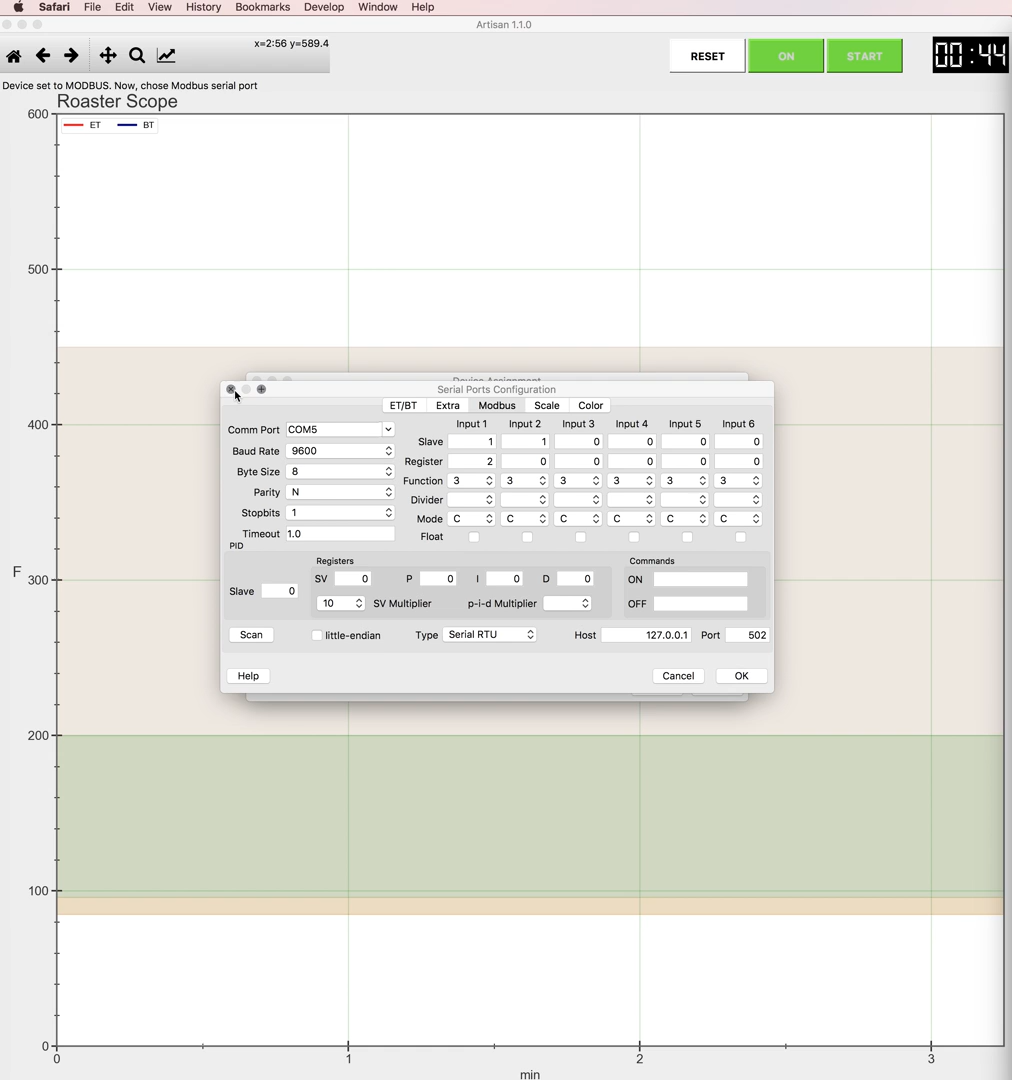 Safari File Edit View History Bookmarks Develop Window Help
Artisan 1.1.0
x=2:56 y=589.4
RESET ON START 00:44
Device set to MODBUS. Now, chose Modbus serial port
Roaster Scope
600
ET BT
500
400
F
300
200
100
0
0 1 2 3
min
Device Assignment
Serial Ports Configuration
ET/BT Extra Modbus Scale Color
Comm Port COM5
Baud Rate 9600
Byte Size 8
Parity N
Stopbits 1
Timeout 1.0
Input 1 Input 2 Input 3 Input 4 Input 5 Input 6
Slave 1 1 0 0 0 0
Register 2 0 0 0 0 0
Function 3 3 3 3 3 3
Divider
Mode C C C C C C
Float
PID
Slave 0
Registers
SV 0 P 0 I 0 D 0
10 SV Multiplier p-i-d Multiplier
Commands
ON
OFF
Scan little-endian Type Serial RTU Host 127.0.0.1 Port 502
Help Cancel OK